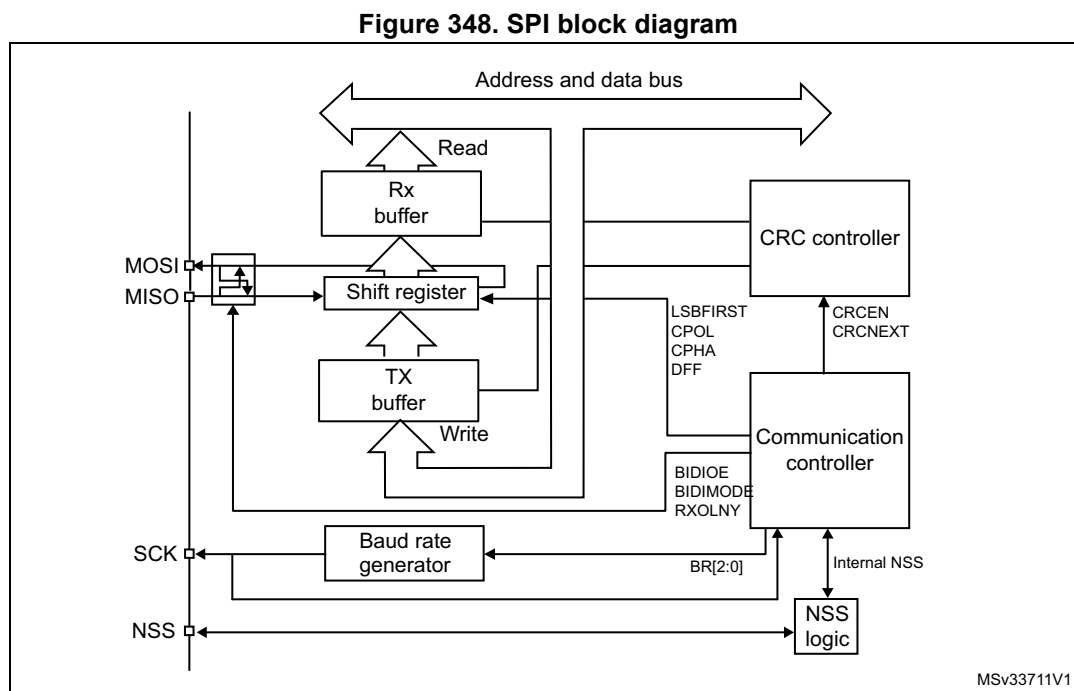 Figure 348. SPI block diagram
Address and data bus
Read
Rx
buffer
CRC controller
MOSI
MISO
Shift register
LSBFIRST
CPOL
CPHA
DFF
CRCEN
CRCNEXT
TX
buffer
Write
Communication
controller
BIDIOE
BIDIMODE
RXOLNY
SCK
Baud rate
generator
BR[2:0]
Internal NSS
NSS
NSS
logic
MSv33711V1